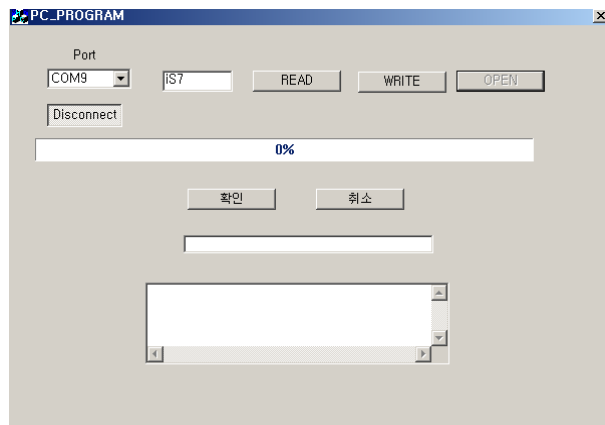 PC_PROGRAM
Port
COM9 iS7 READ WRITE OPEN
Disconnect
0%
확인 취소